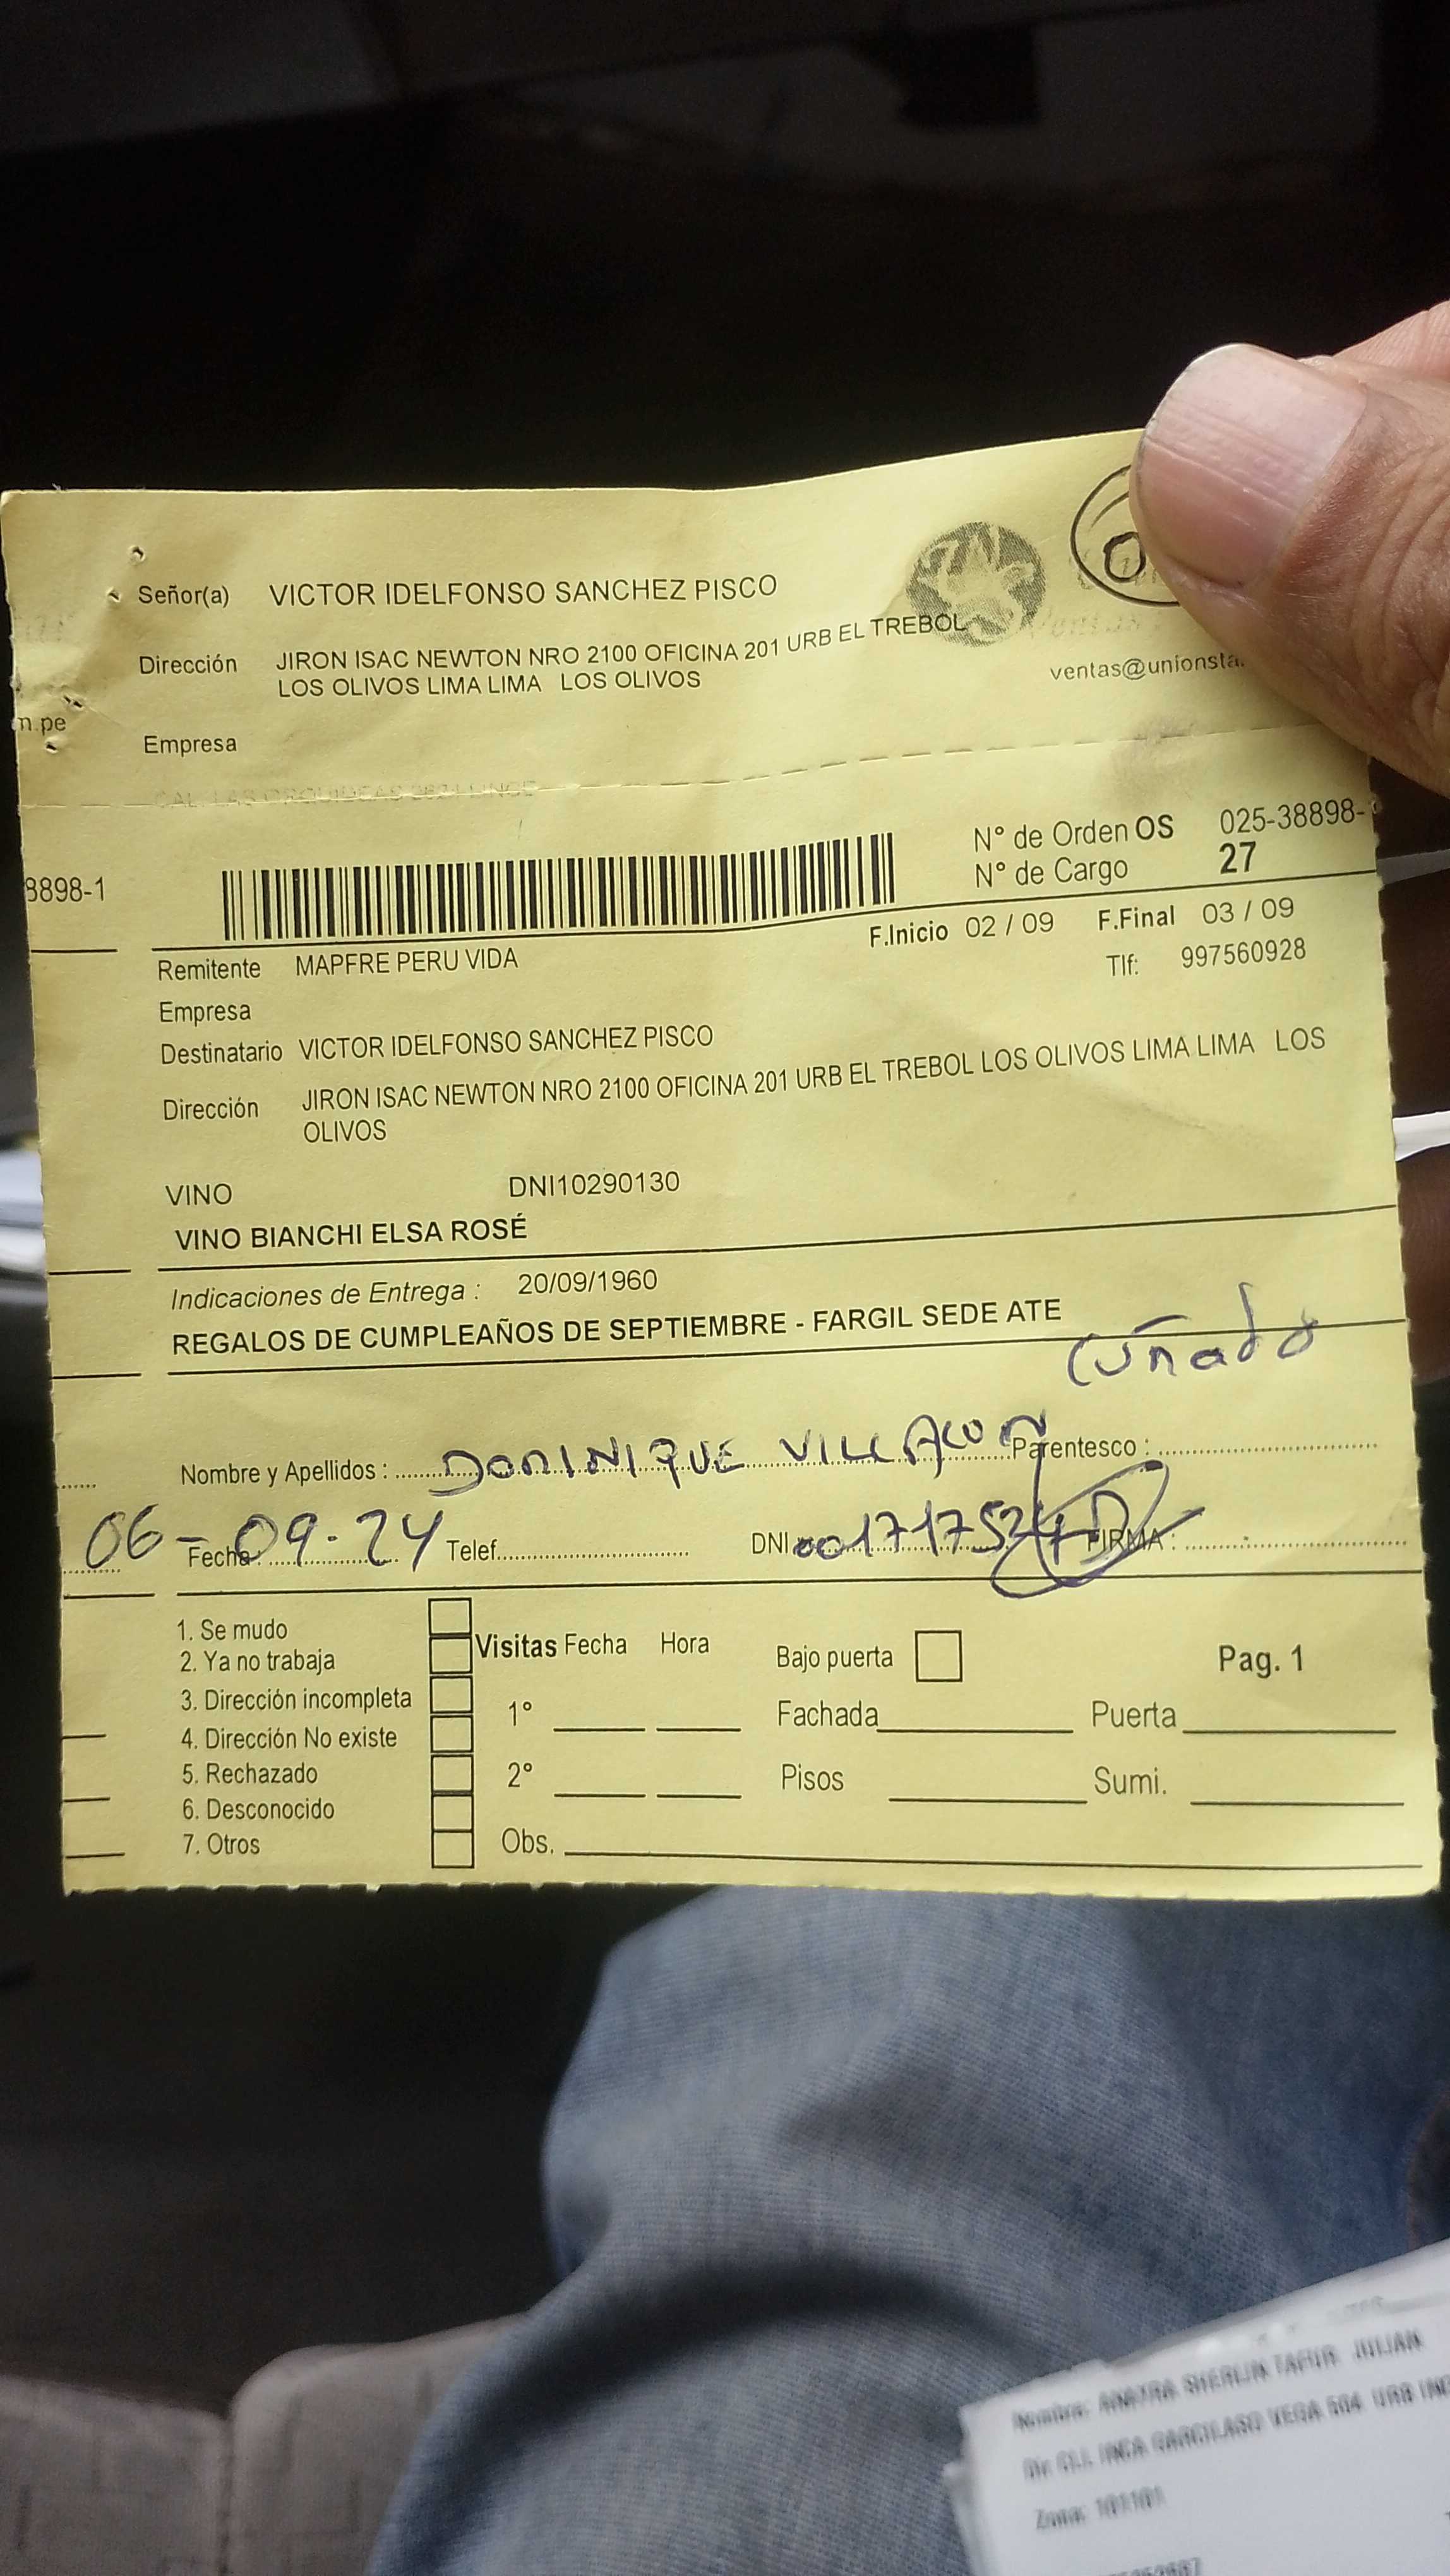 Señor(a) VICTOR IDELFONSO SANCHEZ PISCO
Dirección JIRON ISAC NEWTON NRO 2100 OFICINA 201 URB EL TREBOL
LOS OLIVOS LIMA LIMA LOS OLIVOS
ventas@unionsta
n.pe
Empresa
N° de Orden OS 025-38898-
N° de Cargo 27
8898-1
F.Inicio 02 / 09 F.Final 03 / 09
Remitente MAPFRE PERU VIDA
Tlf: 997560928
Empresa
Destinatario VICTOR IDELFONSO SANCHEZ PISCO
Dirección JIRON ISAC NEWTON NRO 2100 OFICINA 201 URB EL TREBOL LOS OLIVOS LIMA LIMA LOS
OLIVOS
VINO DNI10290130
VINO BIANCHI ELSA ROSÉ
Indicaciones de Entrega : 20/09/1960
REGALOS DE CUMPLEAÑOS DE SEPTIEMBRE - FARGIL SEDE ATE
Cuñado
Nombre y Apellidos : DOMINIQUE Parentesco :
Fecha: 06-09-24 Telef. DNI FIRMA :
1. Se mudo
2. Ya no trabaja
3. Dirección incompleta
4. Dirección No existe
5. Rechazado
6. Desconocido
7. Otros
Visitas Fecha Hora
1°
2°
Obs.
Bajo puerta
Pag. 1
Fachada Puerta
Pisos Sumi.
GARCILASO VEGA 504 URB
Zona: 101101